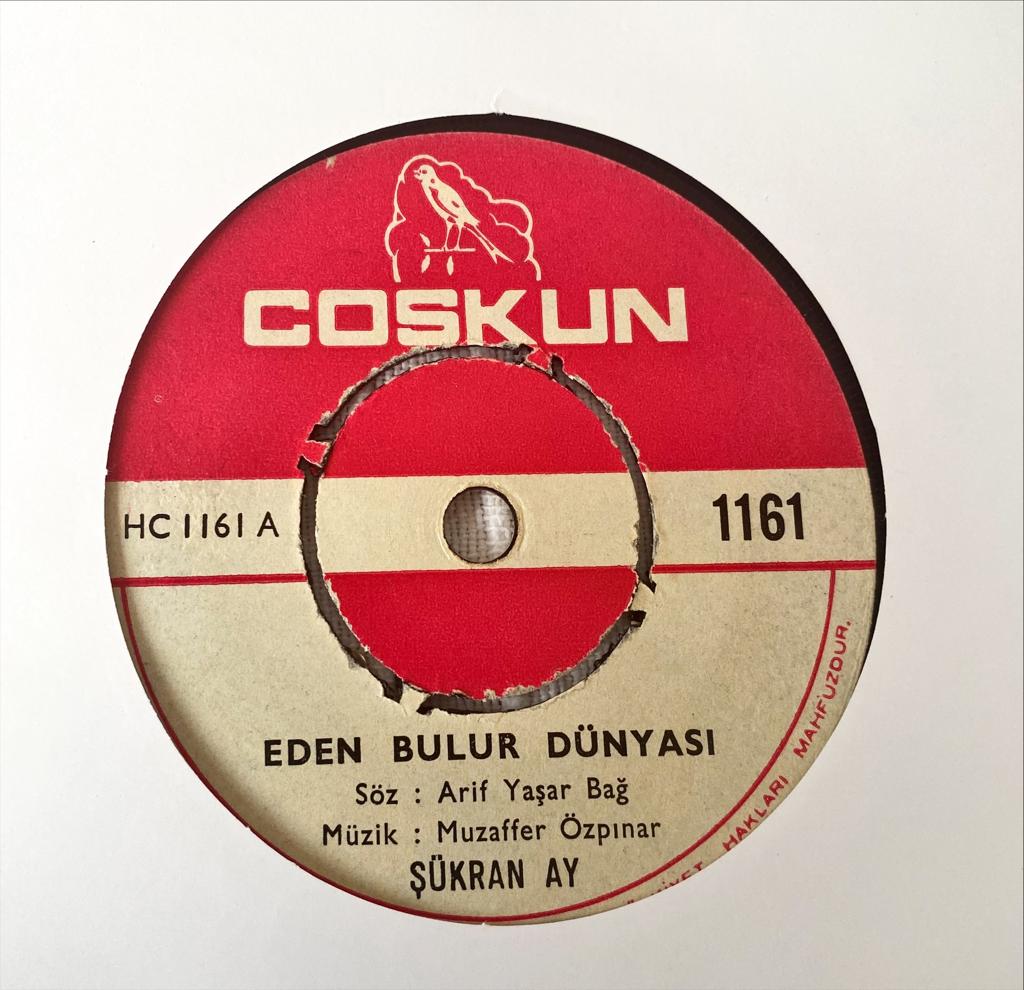 COSKUN
HC 1161 A
1161
EDEN BULUR DÜNYASI
Söz : Arif Yaşar Bağ
Müzik : Muzaffer Özpınar
ŞÜKRAN AY
HAKLARI MAHFUZDUR.